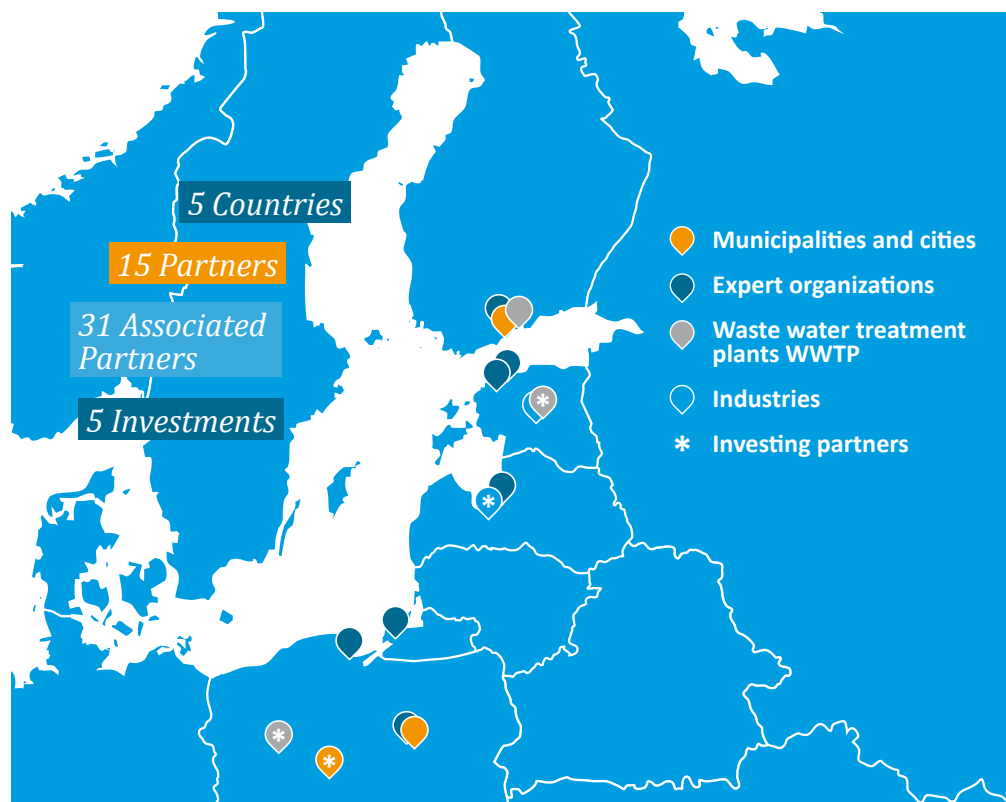 5 Countries
15 Partners
31 Associated
Partners
5 Investments
Municipalities and cities
Expert organizations
Waste water treatment
plants WWTP
Industries
* Investing partners